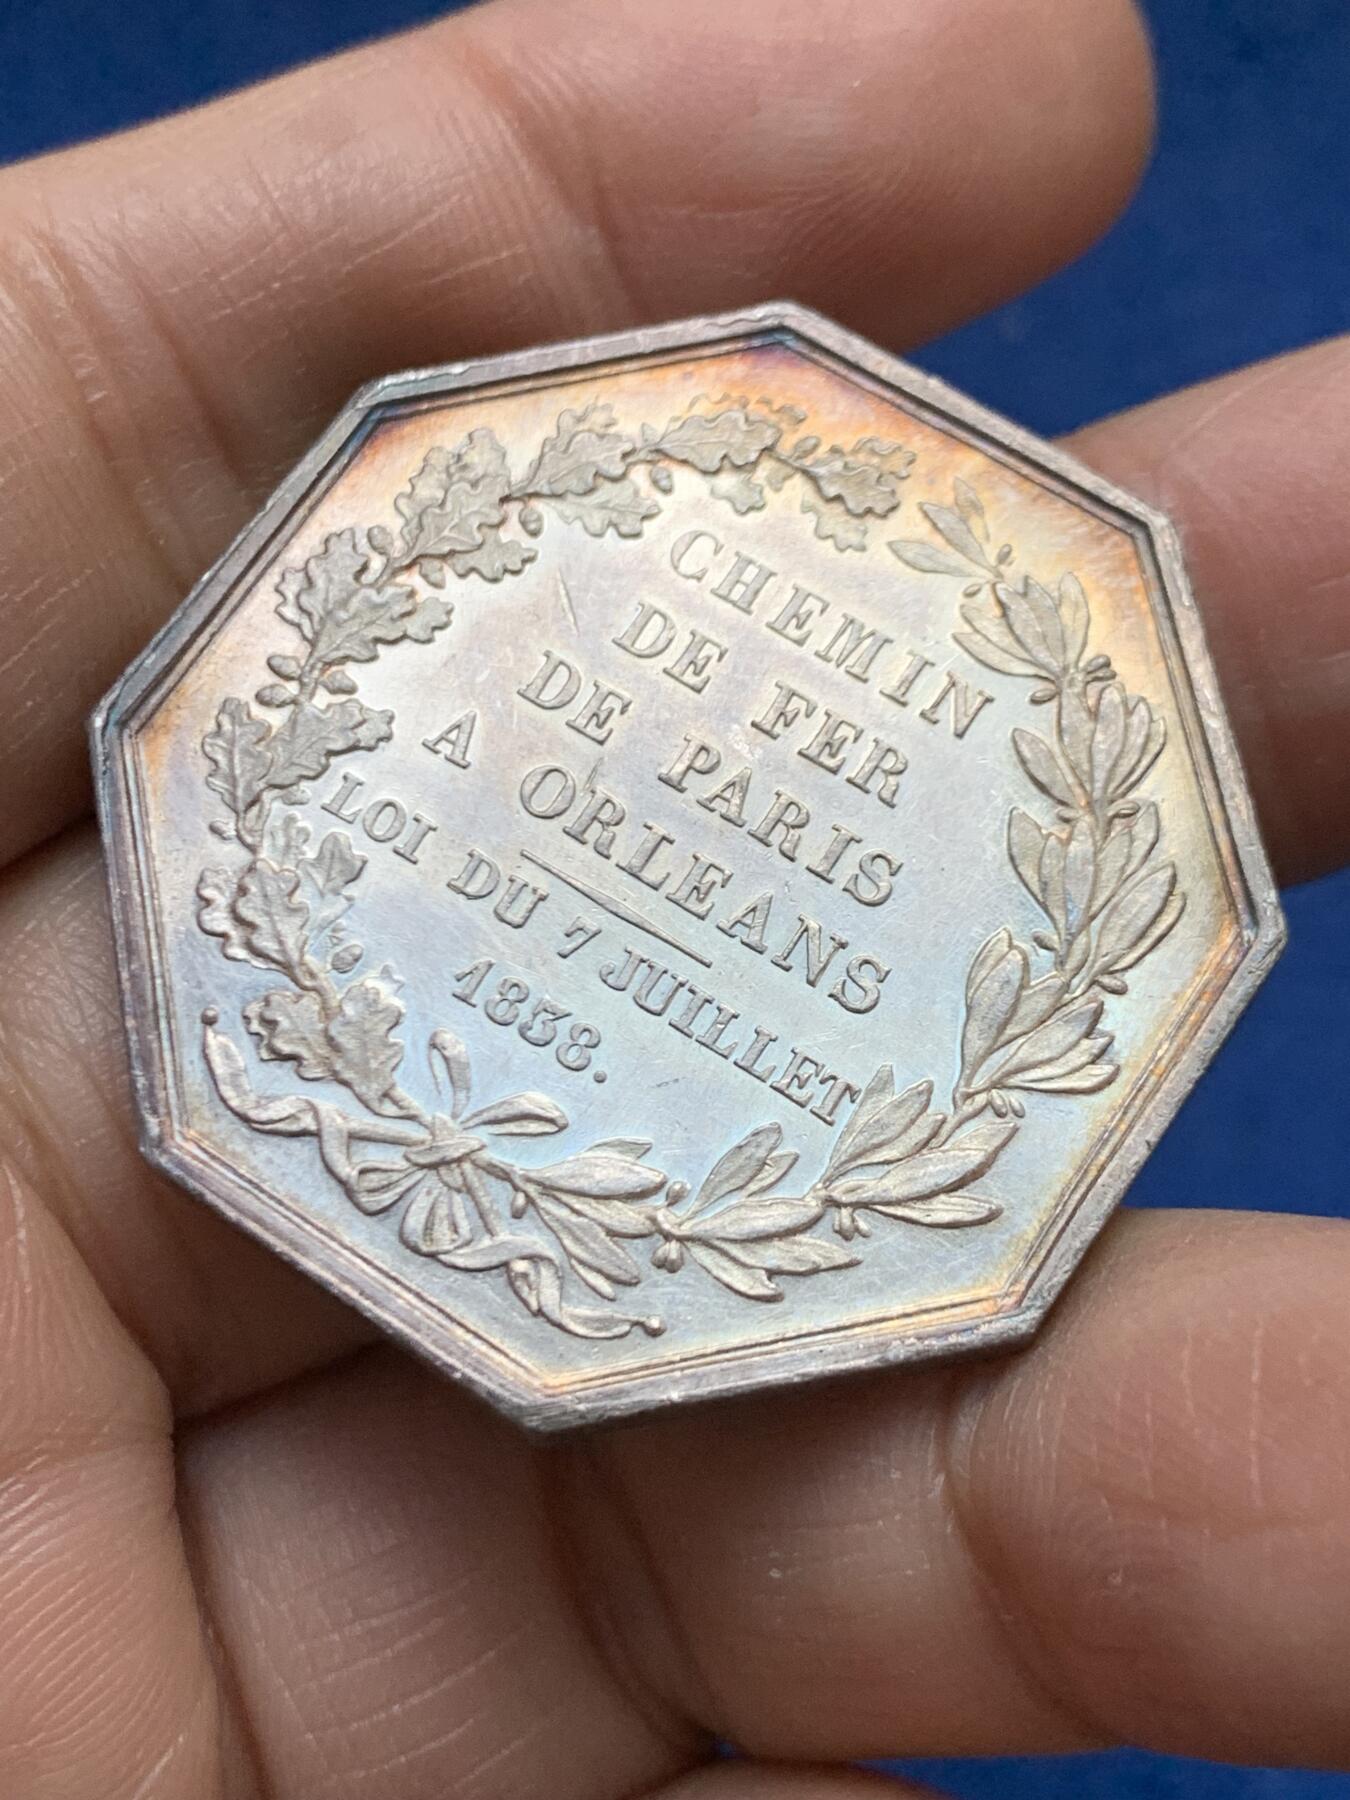 CHEMIN
DE FER
DE PARIS
A ORLEANS
LOI DU 7 JUILLET
1838.